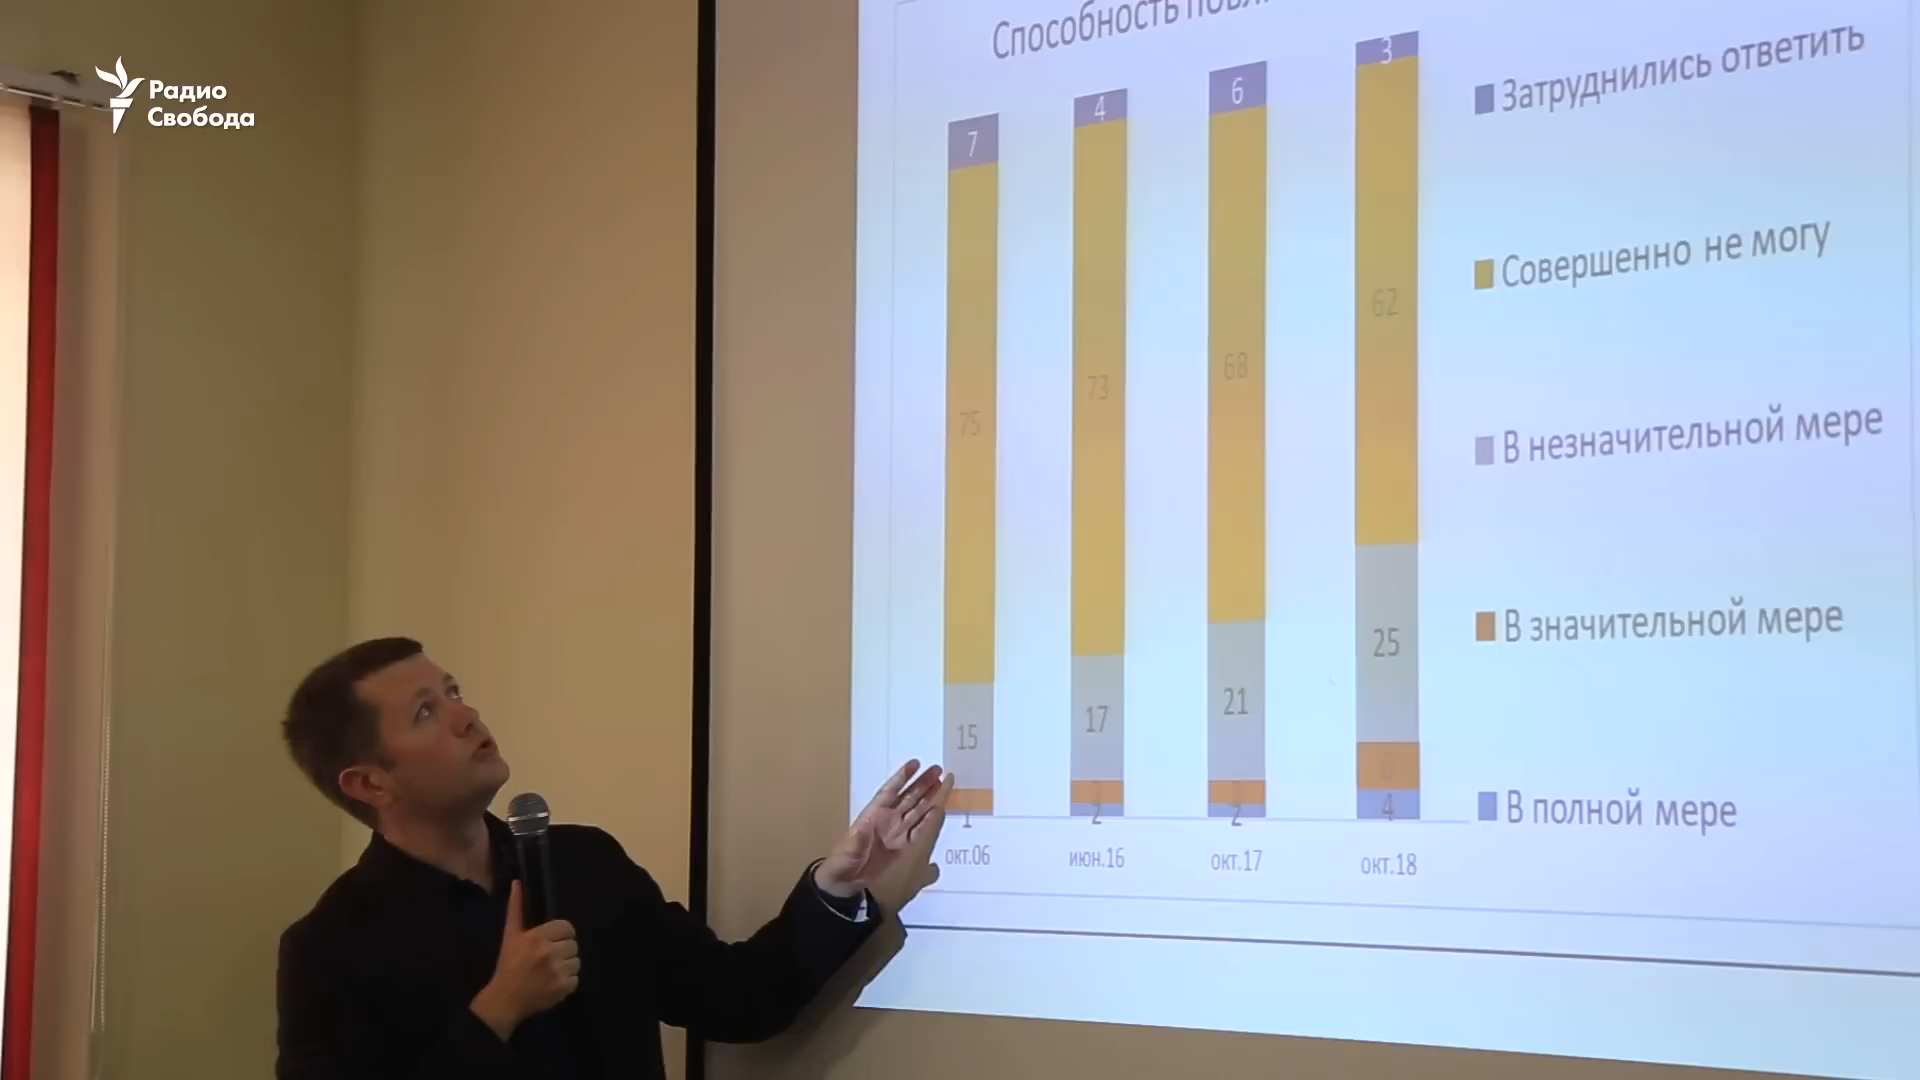 Радио
Свобода
Способность
7
4
6
3
Затруднились ответить
75
73
68
62
Совершенно не могу
15
17
21
25
В незначительной мере
6
В значительной мере
1
2
2
4
В полной мере
окт.06
июн.16
окт.17
окт.18